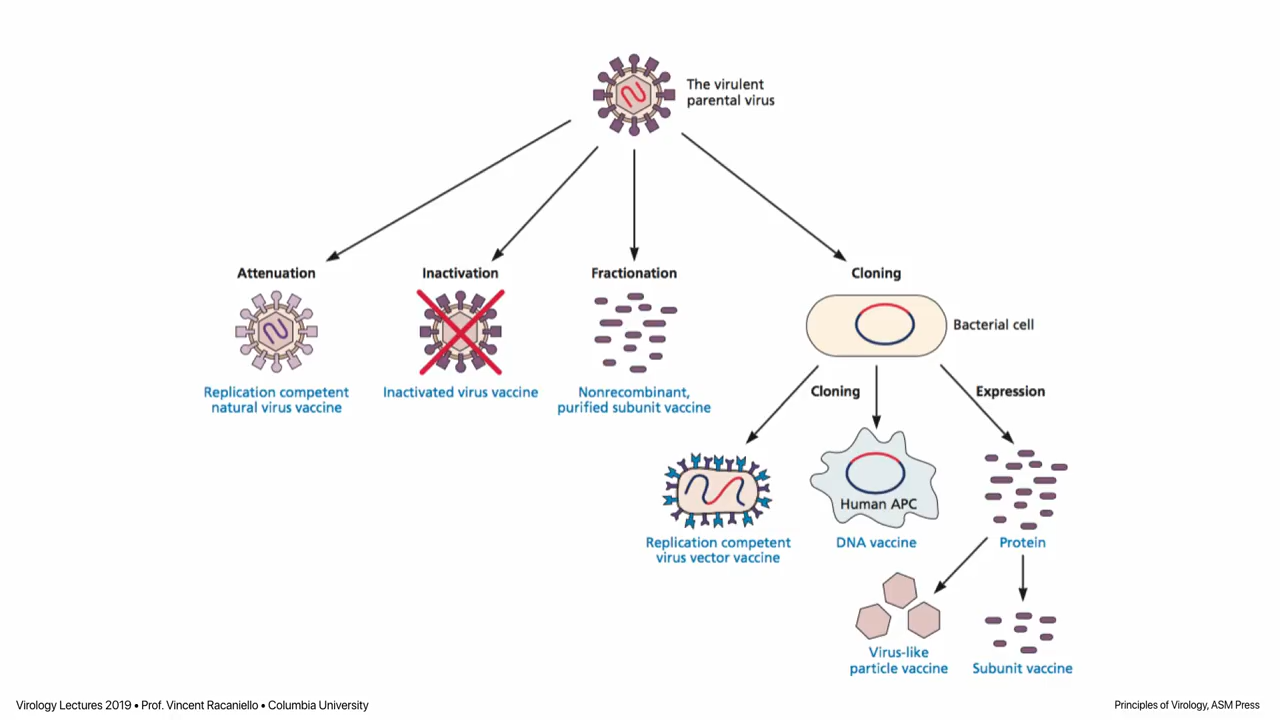 The virulent
parental virus
Attenuation
Inactivation
Fractionation
Cloning
Bacterial cell
Replication competent
natural virus vaccine
Inactivated virus vaccine
Nonrecombinant,
purified subunit vaccine
Cloning
Expression
Human APC
Replication competent
virus vector vaccine
DNA vaccine
Protein
Virus-like
particle vaccine
Subunit vaccine
Virology Lectures 2019 • Prof. Vincent Racaniello • Columbia University
Principles of Virology, ASM Press